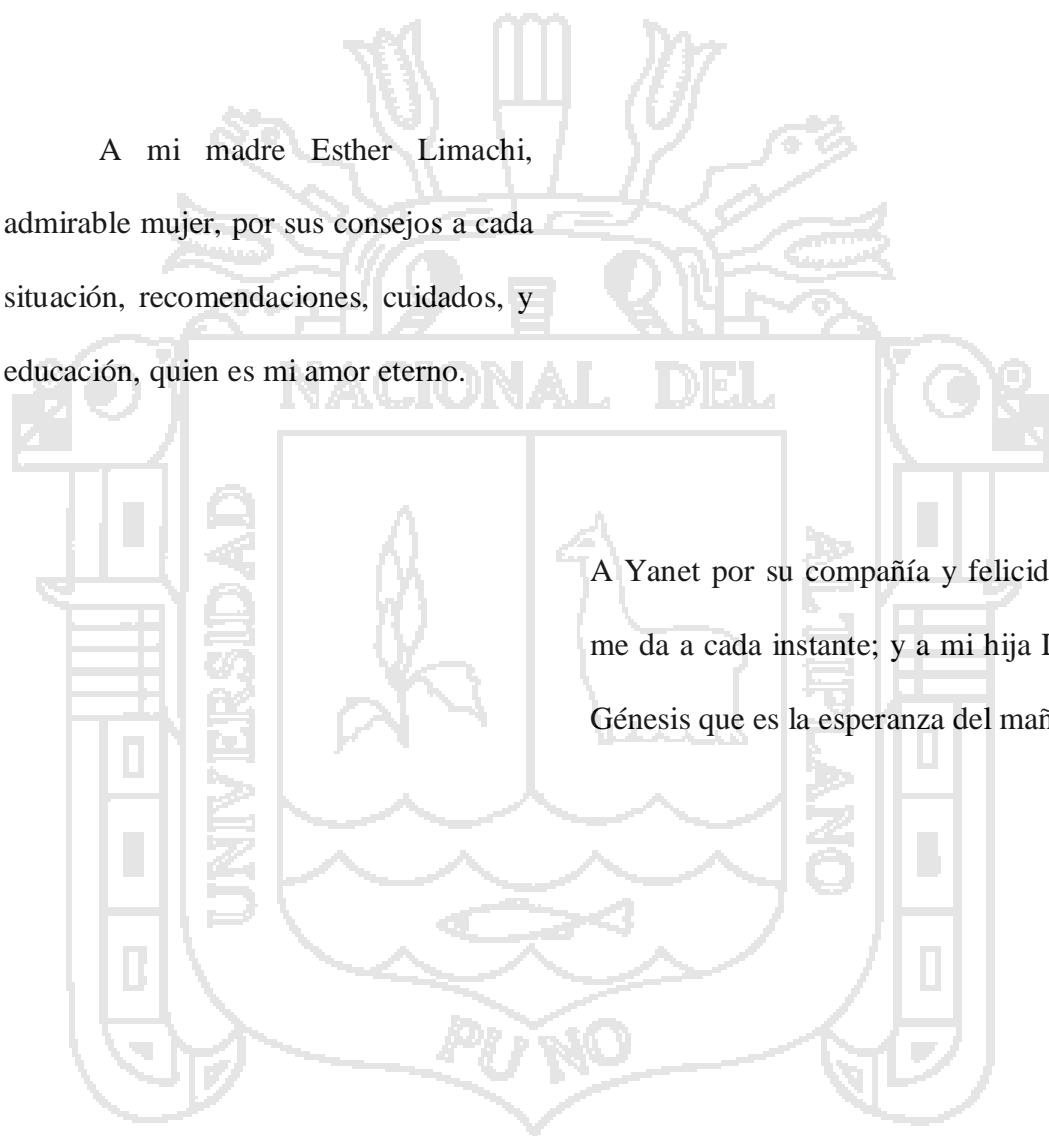 A mi madre Esther Limachi,
admirable mujer, por sus consejos a cada
situación, recomendaciones, cuidados, y
educación, quien es mi amor eterno.
NACIONAL DEL
UNIVERSIDAD
ALTIPLANO
A Yanet por su compañía y
me da a cada instante; y a mi hija
Génesis que es la esperanza del
PUNO